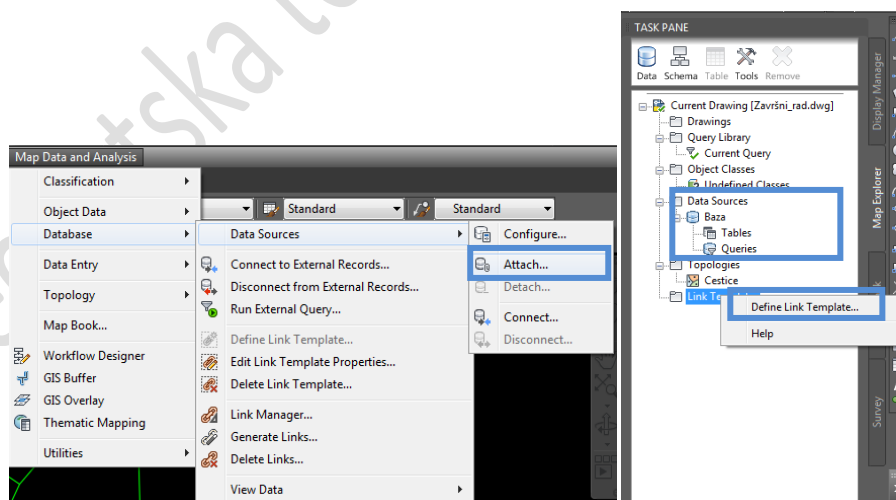 tska
Map Data and Analysis
Classification
Object Data
Database
Data Entry
Topology
Map Book...
Workflow Designer
GIS Buffer
GIS Overlay
Thematic Mapping
Utilities
Standard
Standard
Data Sources
Connect to External Records...
Disconnect from External Records...
Run External Query...
Define Link Template...
Edit Link Template Properties...
Delete Link Template...
Link Manager...
Generate Links...
Delete Links...
View Data
Configure...
Attach...
Detach...
Connect...
Disconnect...
TASK PANE
Data Schema Table Tools Remove
Current Drawing [Završni_rad.dwg]
Drawings
Query Library
Current Query
Object Classes
Undefined Classes
Data Sources
Baza
Tables
Queries
Topologies
Cestice
Link
Define Link Template...
Help
Display Manager
Map Explorer
Survey